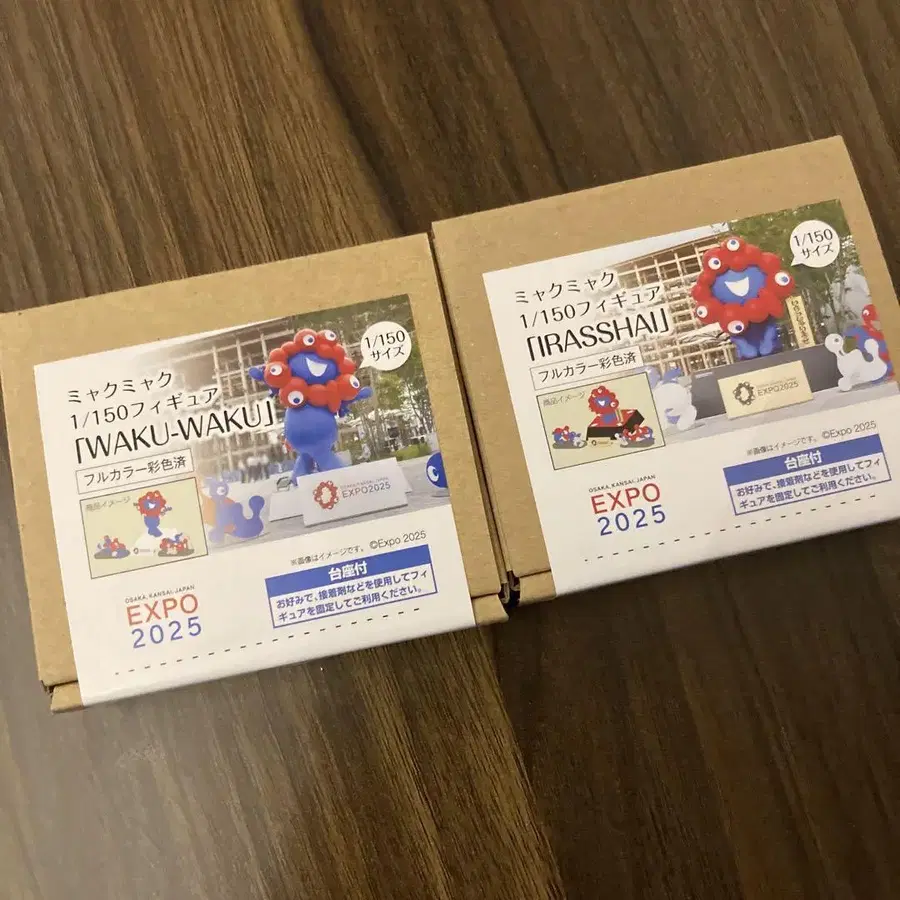 ミャクミャク
1/150フィギュア
「WAKU-WAKU」
フルカラー彩色済
商品イメージ
1/150
サイズ
EXPO2025
※画像はイメージです。 ©Expo 2025
OSAKA, KANSAI, JAPAN
EXPO
2025
台座付
お好みで、接着剤などを使用してフィ
ギュアを固定してご利用ください。
ミャクミャク
1/150フィギュア
「IRASSHAI」
フルカラー彩色済
商品イメージ
1/150
サイズ
EXPO2025
※画像はイメージです。 ©Expo 2025
OSAKA, KANSAI, JAPAN
EXPO
2025
台座付
お好みで、接着剤などを使用してフィ
ギュアを固定してご利用ください。